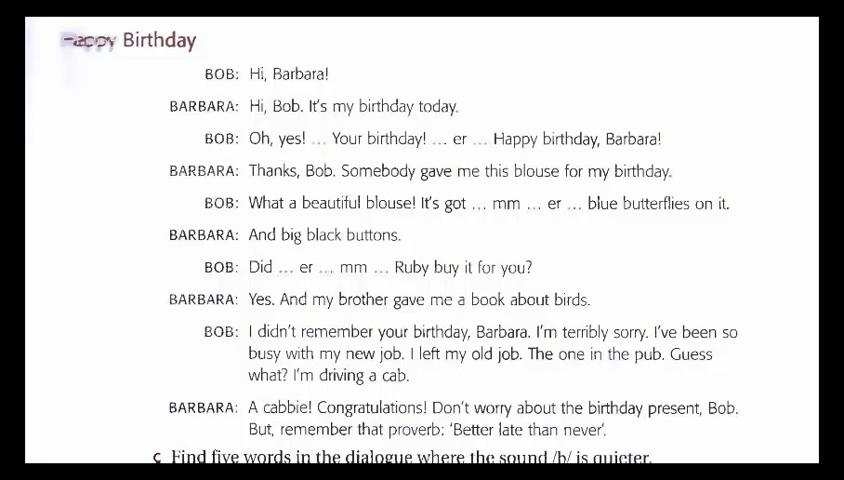 Happy Birthday
BOB: Hi, Barbara!
BARBARA: Hi, Bob. It's my birthday today.
BOB: Oh, yes! ... Your birthday! ... er ... Happy birthday, Barbara!
BARBARA: Thanks, Bob. Somebody gave me this blouse for my birthday.
BOB: What a beautiful blouse! It's got ... mm ... er ... blue butterflies on it.
BARBARA: And big black buttons.
BOB: Did ... er ... mm ... Ruby buy it for you?
BARBARA: Yes. And my brother gave me a book about birds.
BOB: I didn't remember your birthday, Barbara. I'm terribly sorry. I've been so
busy with my new job. I left my old job. The one in the pub. Guess
what? I'm driving a cab.
BARBARA: A cabbie! Congratulations! Don't worry about the birthday present, Bob.
But, remember that proverb: 'Better late than never'.
c Find five words in the dialogue where the sound /b/ is quieter.